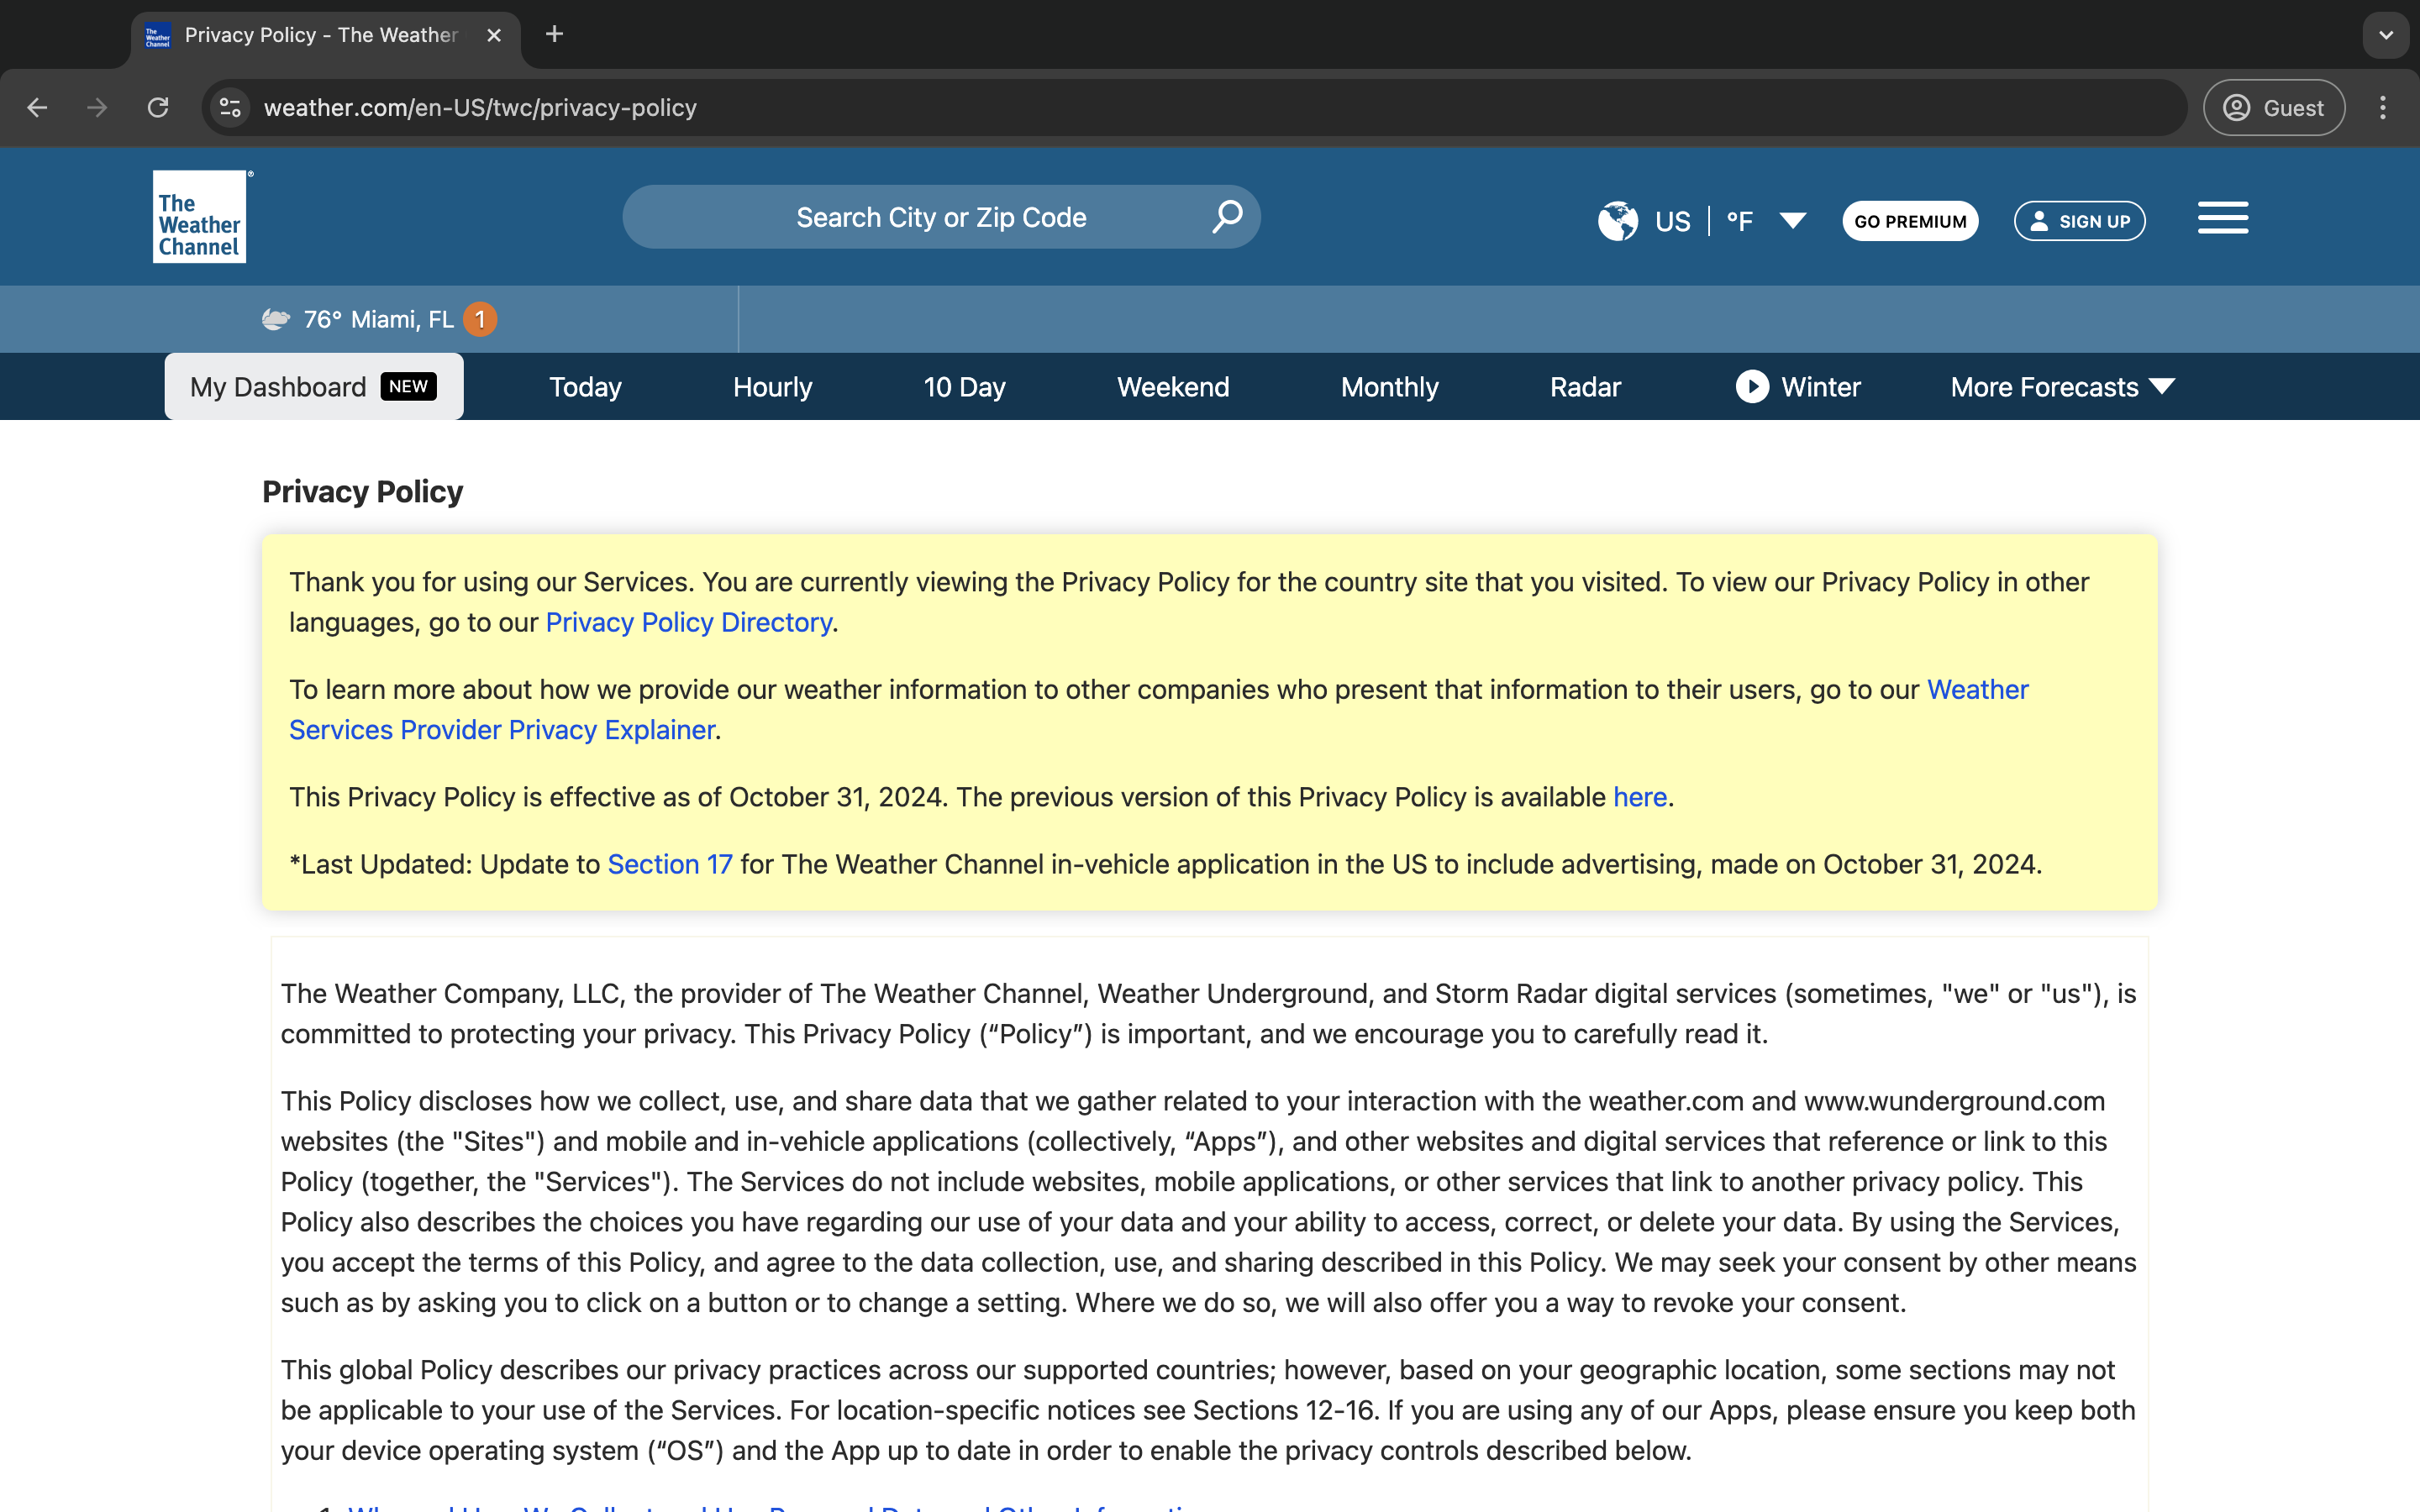 The Weather Channel
Privacy Policy - The Weather
weather.com/en-US/twc/privacy-policy
Guest
The
Weather
Channel
®
Search City or Zip Code
US | °F
GO PREMIUM
SIGN UP
76° Miami, FL 1
My Dashboard NEW
Today
Hourly
10 Day
Weekend
Monthly
Radar
Winter
More Forecasts
Privacy Policy
Thank you for using our Services. You are currently viewing the Privacy Policy for the country site that you visited. To view our Privacy Policy in other
languages, go to our Privacy Policy Directory.
To learn more about how we provide our weather information to other companies who present that information to their users, go to our Weather
Services Provider Privacy Explainer.
This Privacy Policy is effective as of October 31, 2024. The previous version of this Privacy Policy is available here.
*Last Updated: Update to Section 17 for The Weather Channel in-vehicle application in the US to include advertising, made on October 31, 2024.
The Weather Company, LLC, the provider of The Weather Channel, Weather Underground, and Storm Radar digital services (sometimes, "we" or "us"), is
committed to protecting your privacy. This Privacy Policy (“Policy”) is important, and we encourage you to carefully read it.
This Policy discloses how we collect, use, and share data that we gather related to your interaction with the weather.com and www.wunderground.com
websites (the "Sites") and mobile and in-vehicle applications (collectively, “Apps”), and other websites and digital services that reference or link to this
Policy (together, the "Services"). The Services do not include websites, mobile applications, or other services that link to another privacy policy. This
Policy also describes the choices you have regarding our use of your data and your ability to access, correct, or delete your data. By using the Services,
you accept the terms of this Policy, and agree to the data collection, use, and sharing described in this Policy. We may seek your consent by other means
such as by asking you to click on a button or to change a setting. Where we do so, we will also offer you a way to revoke your consent.
This global Policy describes our privacy practices across our supported countries; however, based on your geographic location, some sections may not
be applicable to your use of the Services. For location-specific notices see Sections 12-16. If you are using any of our Apps, please ensure you keep both
your device operating system (“OS”) and the App up to date in order to enable the privacy controls described below.